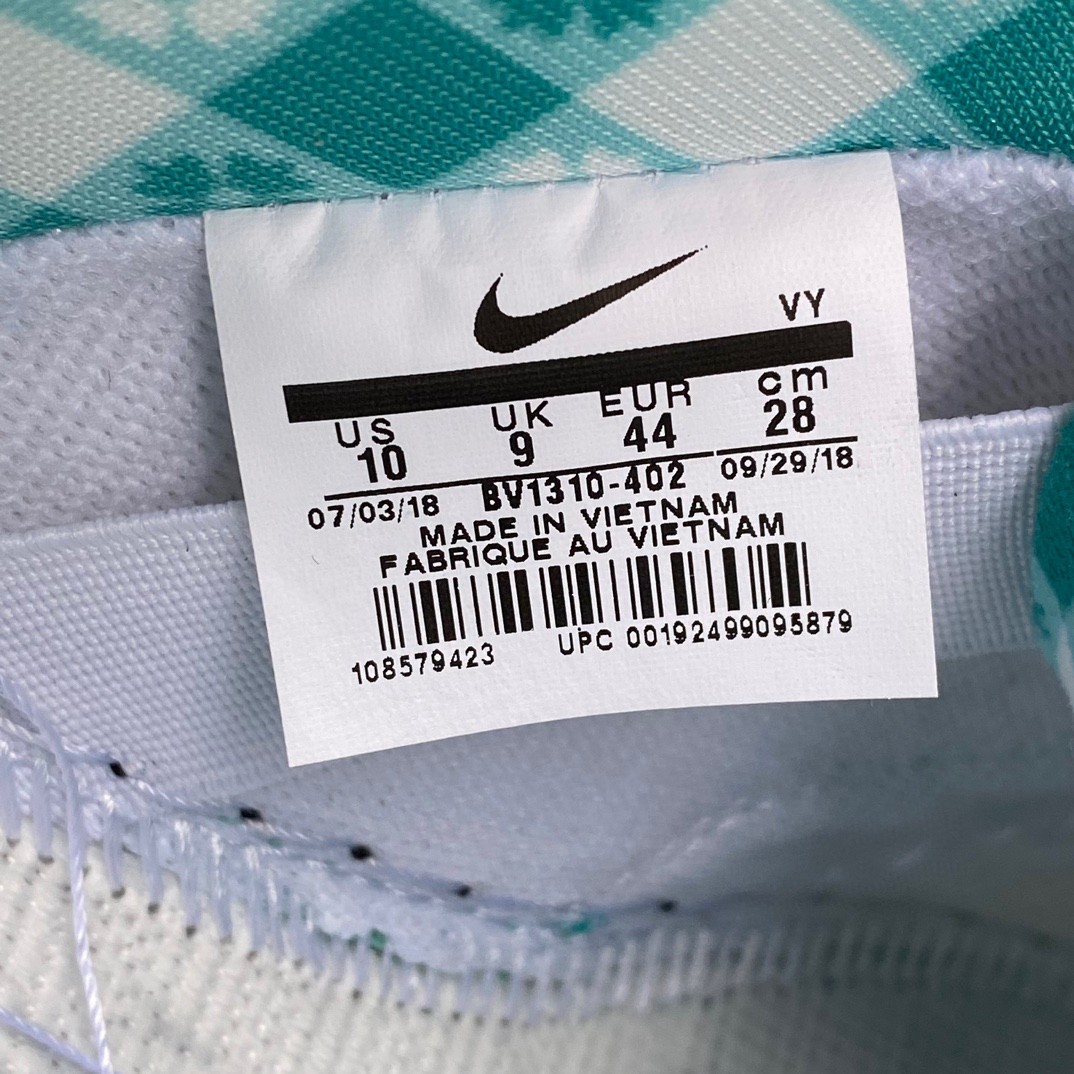 VY
US UK EUR cm
10 9 44 28
07/03/18 BV1310-402 09/29/18
MADE IN VIETNAM
FABRIQUE AU VIETNAM
108579423 UPC 00192499095879